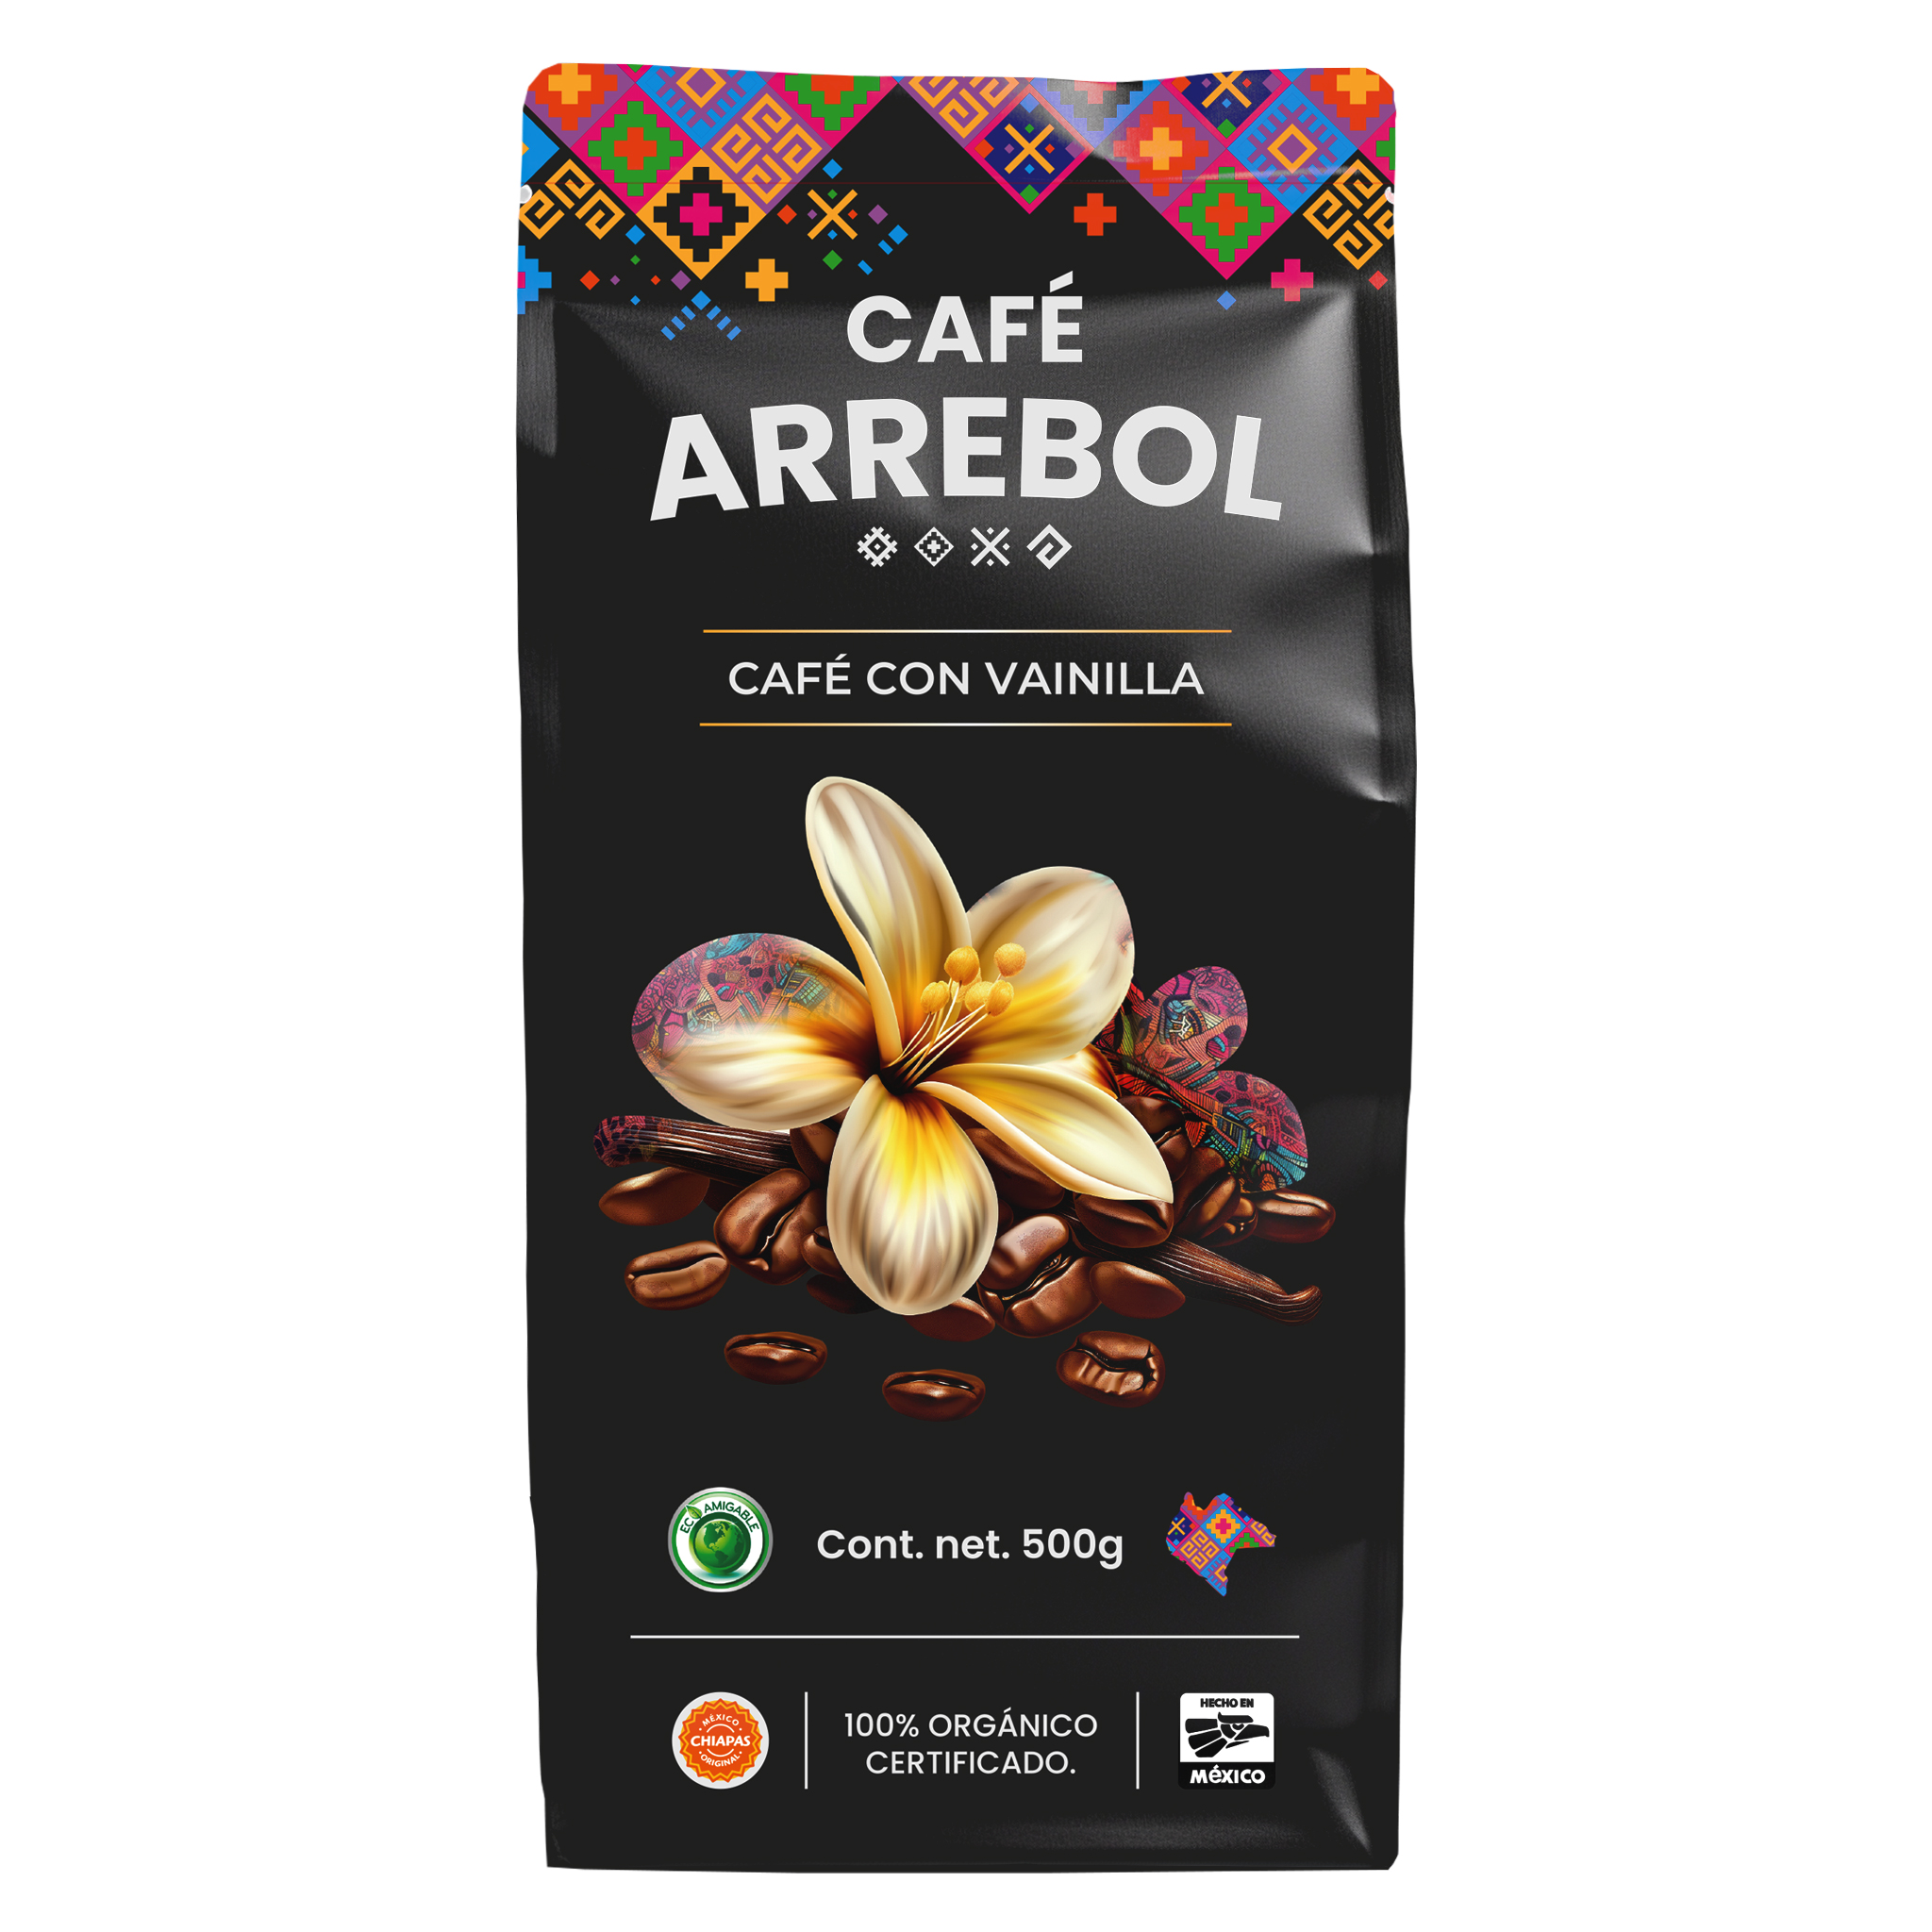 CAFÉ
ARREBOL
CAFÉ CON VAINILLA
ECO AMIGABLE
Cont. net. 500g
MÉXICO
CHIAPAS
ORIGINAL
100% ORGÁNICO
CERTIFICADO.
HECHO EN
MéXICO